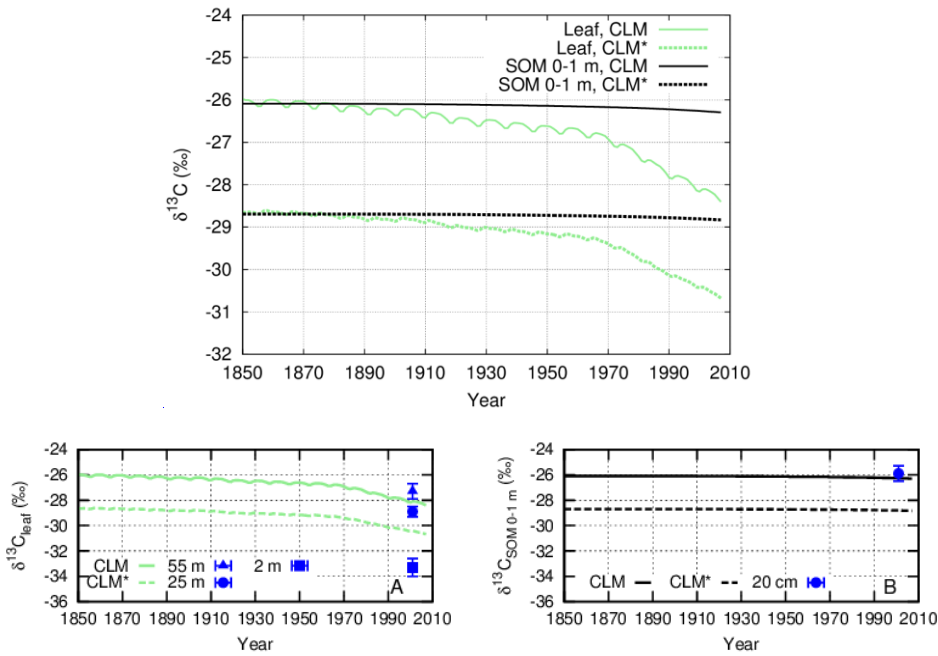 -24
-25
-26
-27
-28
-29
-30
-31
-32
δ¹³C (‰)
Leaf, CLM
Leaf, CLM*
SOM 0-1 m, CLM
SOM 0-1 m, CLM*
1850 1870 1890 1910 1930 1950 1970 1990 2010
Year
-24
-26
-28
-30
-32
-34
-36
δ¹³C_leaf (‰)
CLM 55 m 2 m
CLM* 25 m
A
1850 1870 1890 1910 1930 1950 1970 1990 2010
Year
-24
-26
-28
-30
-32
-34
-36
δ¹³C_SOM 0-1 m (‰)
CLM CLM* 20 cm
B
1850 1870 1890 1910 1930 1950 1970 1990 2010
Year